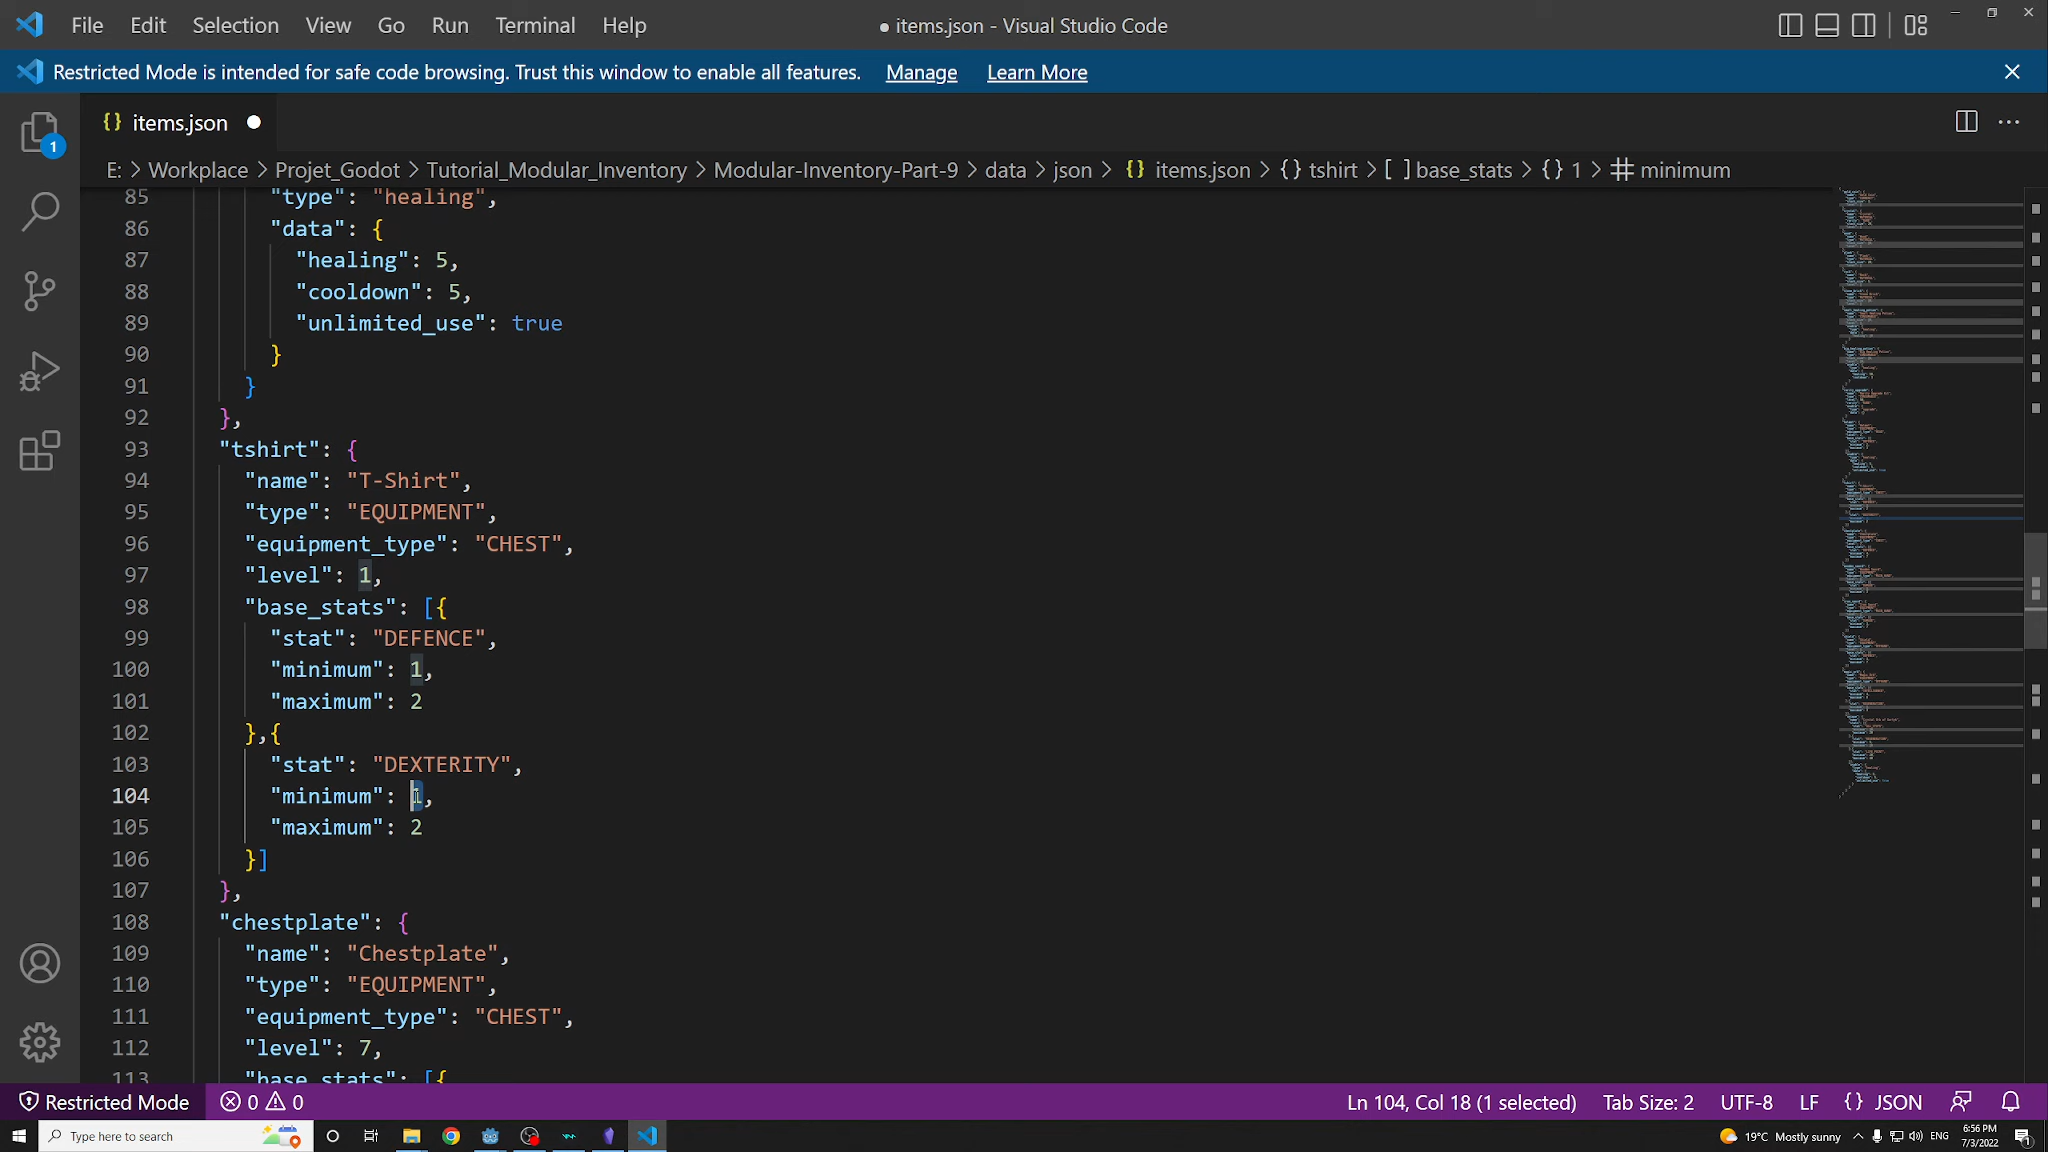 File Edit Selection View Go Run Terminal Help
● items.json - Visual Studio Code
Restricted Mode is intended for safe code browsing. Trust this window to enable all features. Manage Learn More
{} items.json
E: > Workplace > Projet_Godot > Tutorial_Modular_Inventory > Modular-Inventory-Part-9 > data > json > {} items.json > {} tshirt > [ ] base_stats > {} 1 > # minimum
1
85 "type": "healing",
86 "data": {
87 "healing": 5,
88 "cooldown": 5,
89 "unlimited_use": true
90 }
91 }
92 },
93 "tshirt": {
94 "name": "T-Shirt",
95 "type": "EQUIPMENT",
96 "equipment_type": "CHEST",
97 "level": 1,
98 "base_stats": [{
99 "stat": "DEFENCE",
100 "minimum": 1,
101 "maximum": 2
102 },{
103 "stat": "DEXTERITY",
104 "minimum": 1,
105 "maximum": 2
106 }]
107 },
108 "chestplate": {
109 "name": "Chestplate",
110 "type": "EQUIPMENT",
111 "equipment_type": "CHEST",
112 "level": 7,
113 "base_stats": [{
Restricted Mode 0 0 Ln 104, Col 18 (1 selected) Tab Size: 2 UTF-8 LF {} JSON
Type here to search 19°C Mostly sunny ENG 6:56 PM
7/3/2022